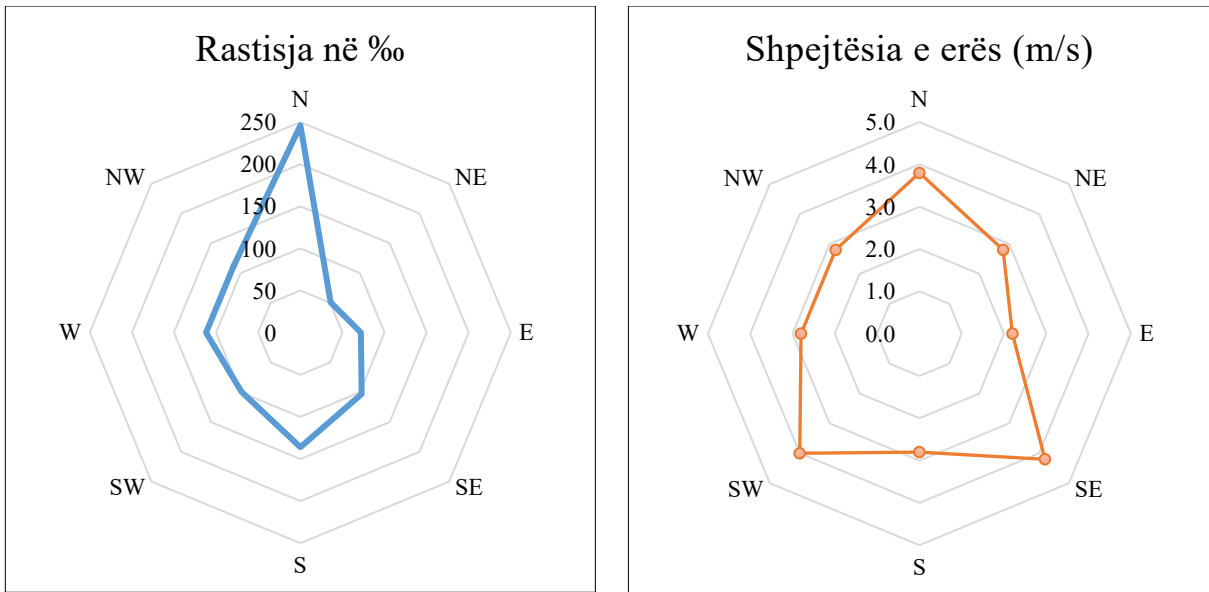 Rastisja në ‰
N
250
NW
200
NE
150
100
50
W
0
E
SW
SE
S
Shpejtësia e erës (m/s)
N
5.0
NW
4.0
NE
3.0
2.0
1.0
W
0.0
E
SW
SE
S